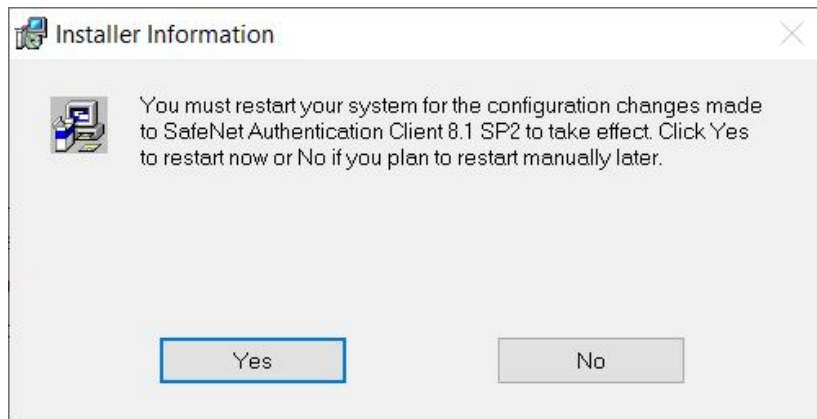 Installer Information
You must restart your system for the configuration changes made
to SafeNet Authentication Client 8.1 SP2 to take effect. Click Yes
to restart now or No if you plan to restart manually later.
Yes
No